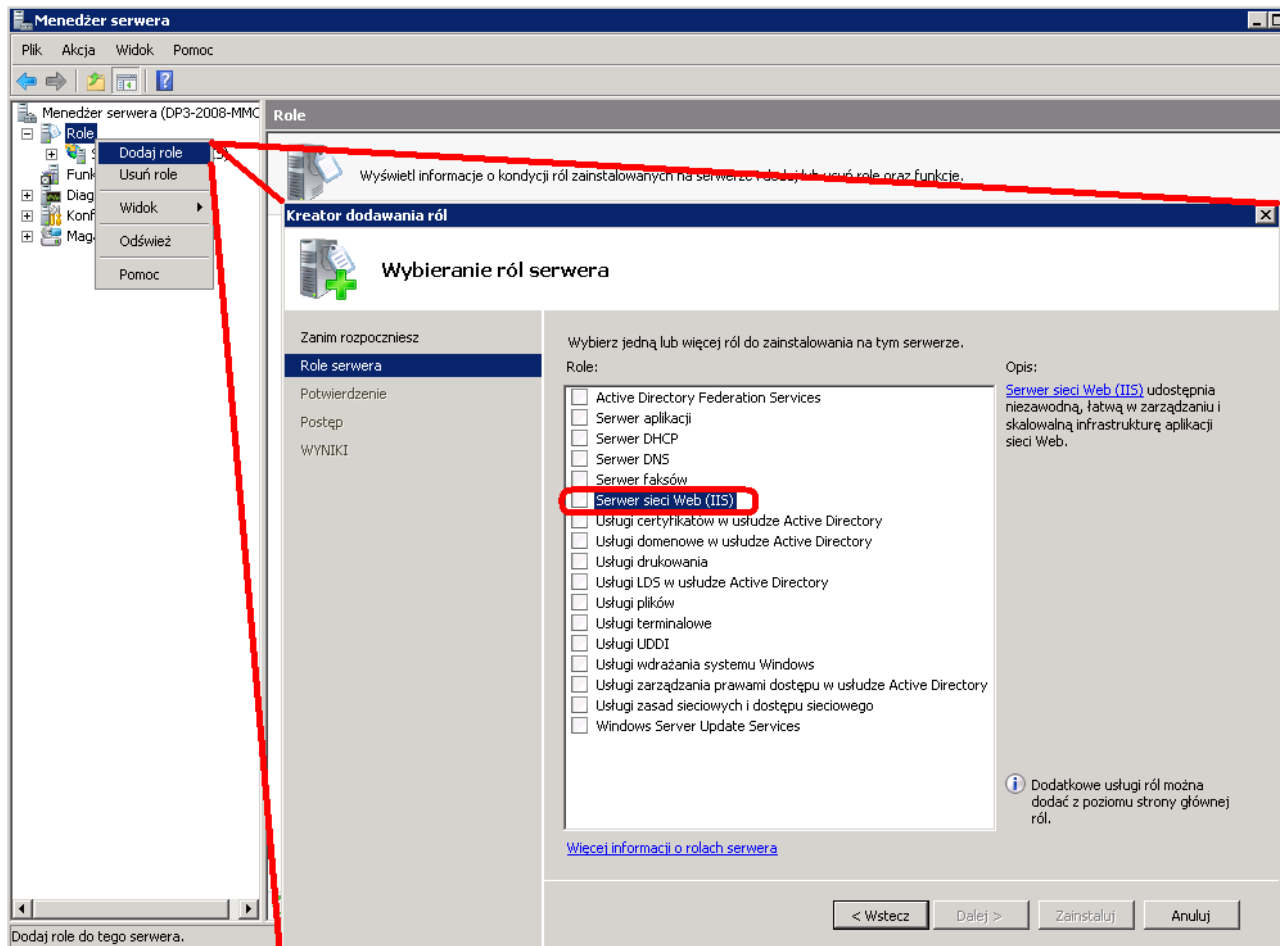 Menedżer serwera
Plik Akcja Widok Pomoc
Menedżer serwera (DP3-2008-MMC
Role
Dodaj role
Usuń role
Widok
Odśwież
Pomoc
Funk
Diag
Konf
Mag
Role
Wyświetl informacje o kondycji ról zainstalowanych na serwerze i dodaj lub usuń role oraz funkcje.
Kreator dodawania ról
Wybieranie ról serwera
Zanim rozpoczniesz
Role serwera
Potwierdzenie
Postęp
WYNIKI
Wybierz jedną lub więcej ról do zainstalowania na tym serwerze.
Role:
Active Directory Federation Services
Serwer aplikacji
Serwer DHCP
Serwer DNS
Serwer faksów
Serwer sieci Web (IIS)
Usługi certyfikatów w usłudze Active Directory
Usługi domenowe w usłudze Active Directory
Usługi drukowania
Usługi LDS w usłudze Active Directory
Usługi plików
Usługi terminalowe
Usługi UDDI
Usługi wdrażania systemu Windows
Usługi zarządzania prawami dostępu w usłudze Active Directory
Usługi zasad sieciowych i dostępu sieciowego
Windows Server Update Services
Więcej informacji o rolach serwera
Opis:
Serwer sieci Web (IIS) udostępnia
niezawodną, łatwą w zarządzaniu i
skalowalną infrastrukturę aplikacji
sieci Web.
Dodatkowe usługi ról można
dodać z poziomu strony głównej
ról.
< Wstecz
Dalej >
Zainstaluj
Anuluj
Dodaj role do tego serwera.